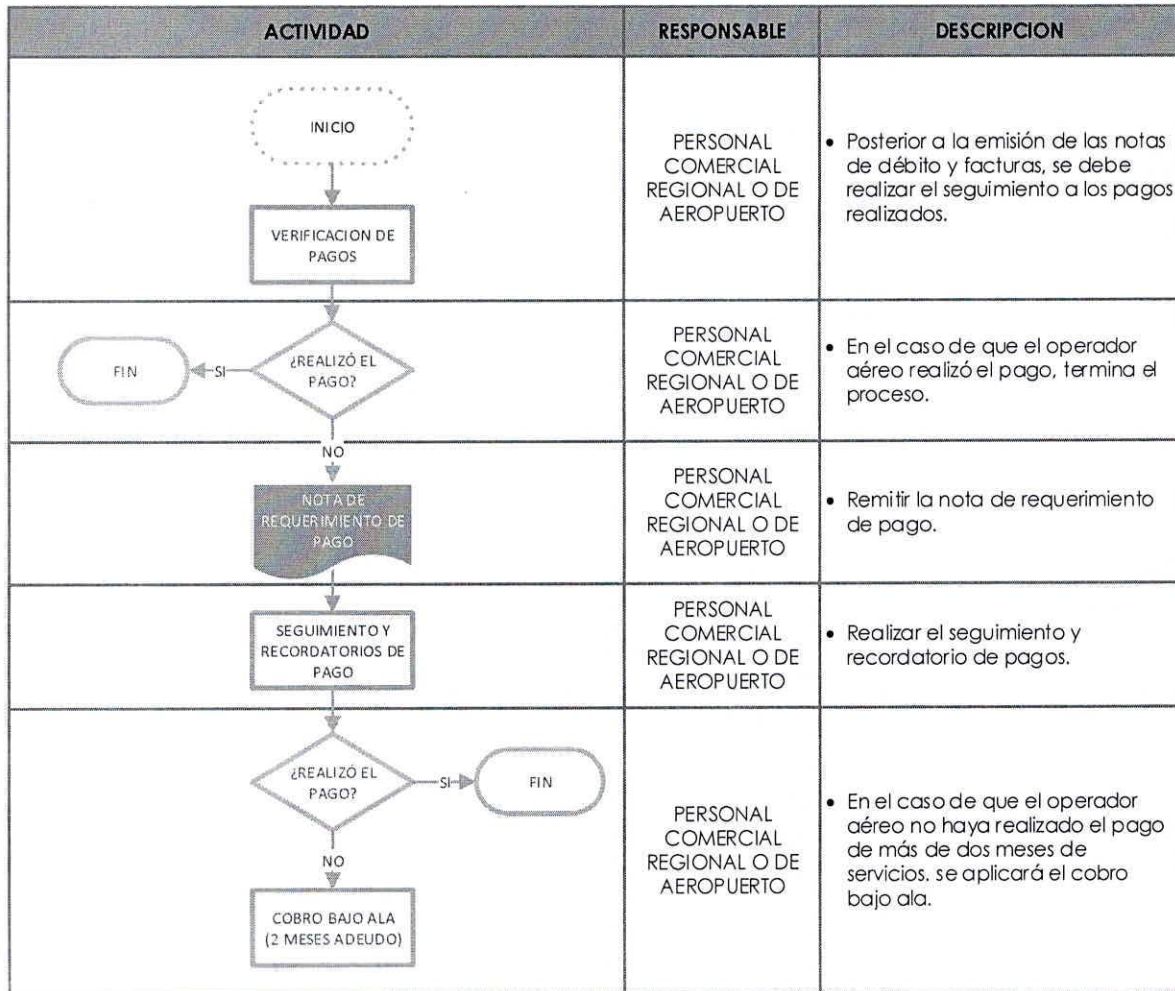 ACTIVIDAD
RESPONSABLE
DESCRIPCION
INICIO
VERIFICACION DE
PAGOS
PERSONAL
COMERCIAL
REGIONAL O DE
AEROPUERTO
• Posterior a la emisión de las notas
de débito y facturas, se debe
realizar el seguimiento a los pagos
realizados.
¿REALIZÓ EL
PAGO?
SI
FIN
PERSONAL
COMERCIAL
REGIONAL O DE
AEROPUERTO
• En el caso de que el operador
aéreo realizó el pago, termina el
proceso.
NO
NOTA DE
REQUERIMIENTO DE
PAGO
PERSONAL
COMERCIAL
REGIONAL O DE
AEROPUERTO
• Remitir la nota de requerimiento
de pago.
SEGUIMIENTO Y
RECORDATORIOS DE
PAGO
PERSONAL
COMERCIAL
REGIONAL O DE
AEROPUERTO
• Realizar el seguimiento y
recordatorio de pagos.
¿REALIZÓ EL
PAGO?
SI
FIN
NO
COBRO BAJO ALA
(2 MESES ADEUDO)
PERSONAL
COMERCIAL
REGIONAL O DE
AEROPUERTO
• En el caso de que el operador
aéreo no haya realizado el pago
de más de dos meses de
servicios. se aplicará el cobro
bajo ala.